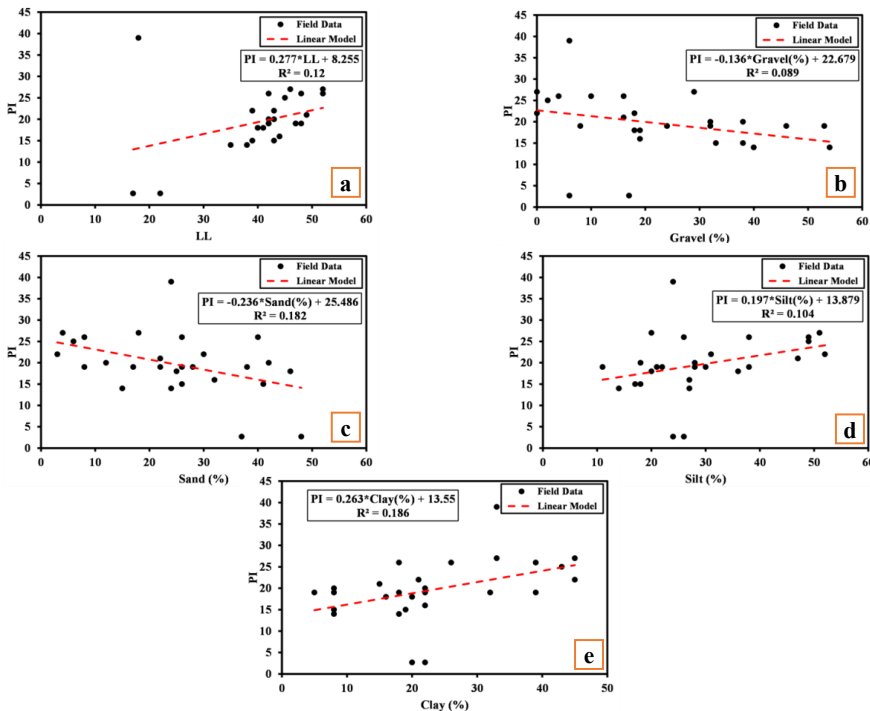 45
40
35
30
25
20
15
10
5
0
PI
0 10 20 30 40 50 60
LL
Field Data
Linear Model
PI = 0.277*LL + 8.255
R² = 0.12
a
45
40
35
30
25
20
15
10
5
0
PI
0 10 20 30 40 50 60
Gravel (%)
Field Data
Linear Model
PI = -0.136*Gravel(%) + 22.679
R² = 0.089
b
45
40
35
30
25
20
15
10
5
0
PI
0 10 20 30 40 50 60
Sand (%)
Field Data
Linear Model
PI = -0.236*Sand(%) + 25.486
R² = 0.182
c
45
40
35
30
25
20
15
10
5
0
PI
0 10 20 30 40 50 60
Silt (%)
Field Data
Linear Model
PI = 0.197*Silt(%) + 13.879
R² = 0.104
d
45
40
35
30
25
20
15
10
5
0
PI
0 10 20 30 40 50
Clay (%)
PI = 0.263*Clay(%) + 13.55
R² = 0.186
Field Data
Linear Model
e